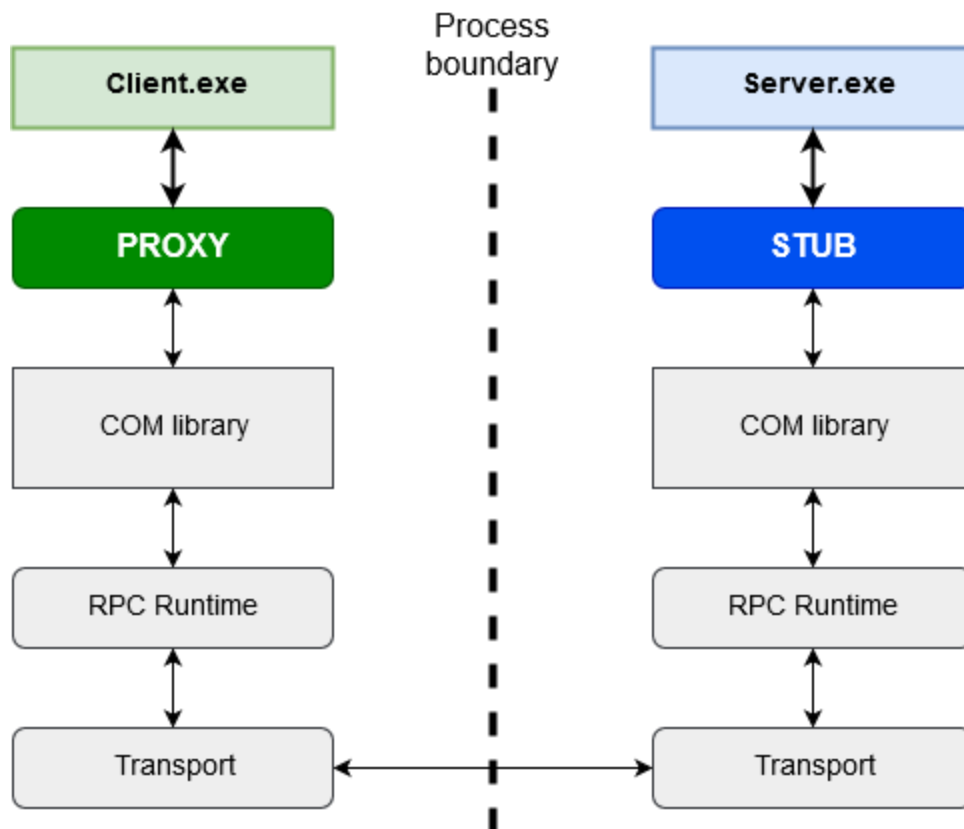 Process
boundary
Client.exe
Server.exe
PROXY
STUB
COM library
COM library
RPC Runtime
RPC Runtime
Transport
Transport